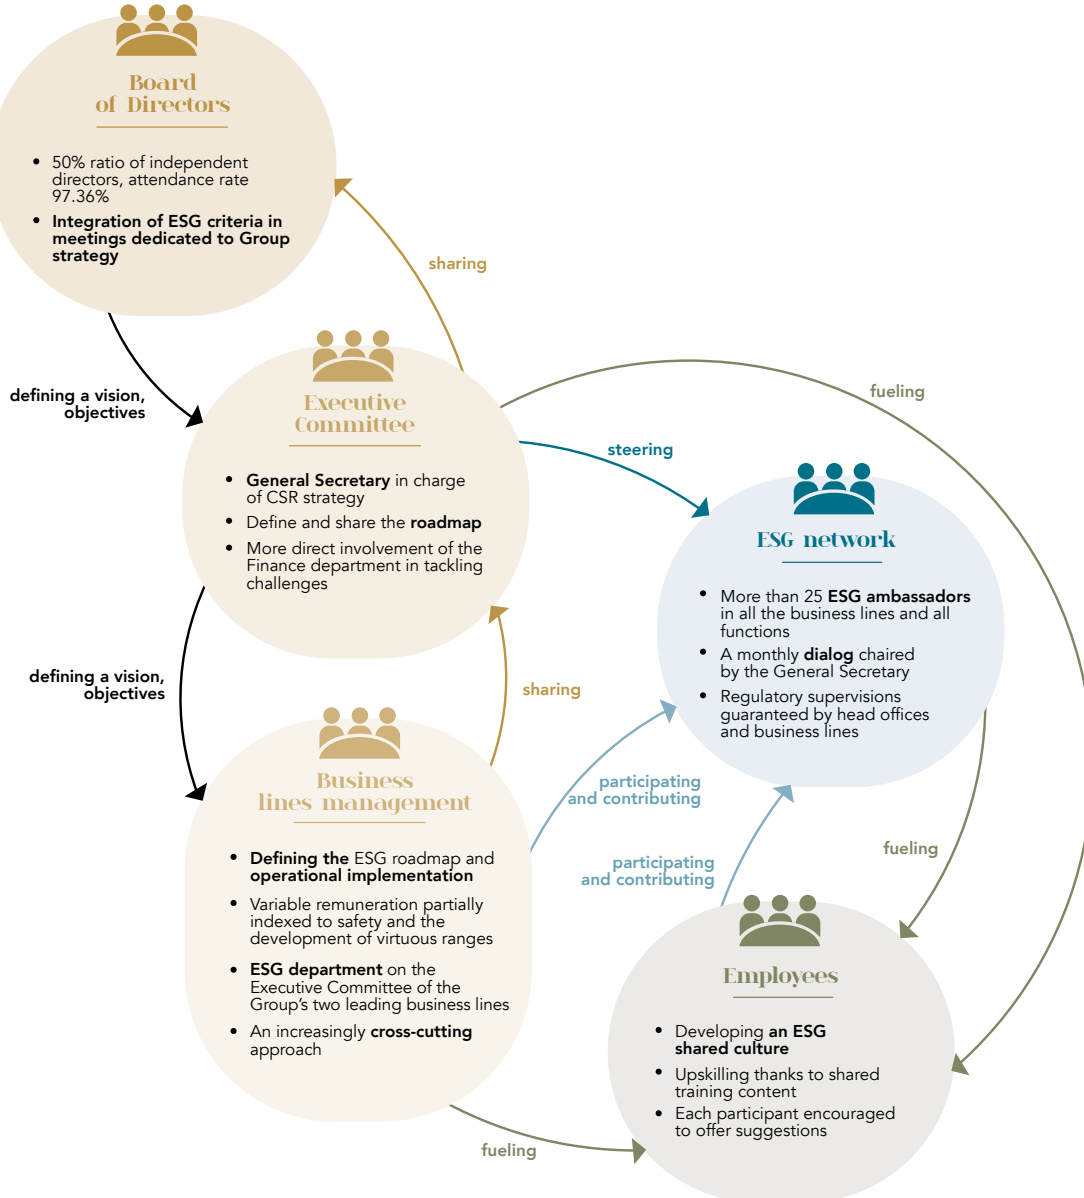 Board
of Directors
• 50% ratio of independent
directors, attendance rate
97.36%
• Integration of ESG criteria in
meetings dedicated to Group
strategy
sharing
defining a vision,
objectives
Executive
Committee
• General Secretary in charge
of CSR strategy
• Define and share the roadmap
• More direct involvement of the
Finance department in tackling
challenges
fueling
steering
ESG network
• More than 25 ESG ambassadors
in all the business lines and all
functions
• A monthly dialog chaired
by the General Secretary
• Regulatory supervisions
guaranteed by head offices
and business lines
defining a vision,
objectives
sharing
Business
lines management
• Defining the ESG roadmap and
operational implementation
• Variable remuneration partially
indexed to safety and the
development of virtuous ranges
• ESG department on the
Executive Committee of the
Group's two leading business lines
• An increasingly cross-cutting
approach
participating
and contributing
participating
and contributing
fueling
Employees
• Developing an ESG
shared culture
• Upskilling thanks to shared
training content
• Each participant encouraged
to offer suggestions
fueling